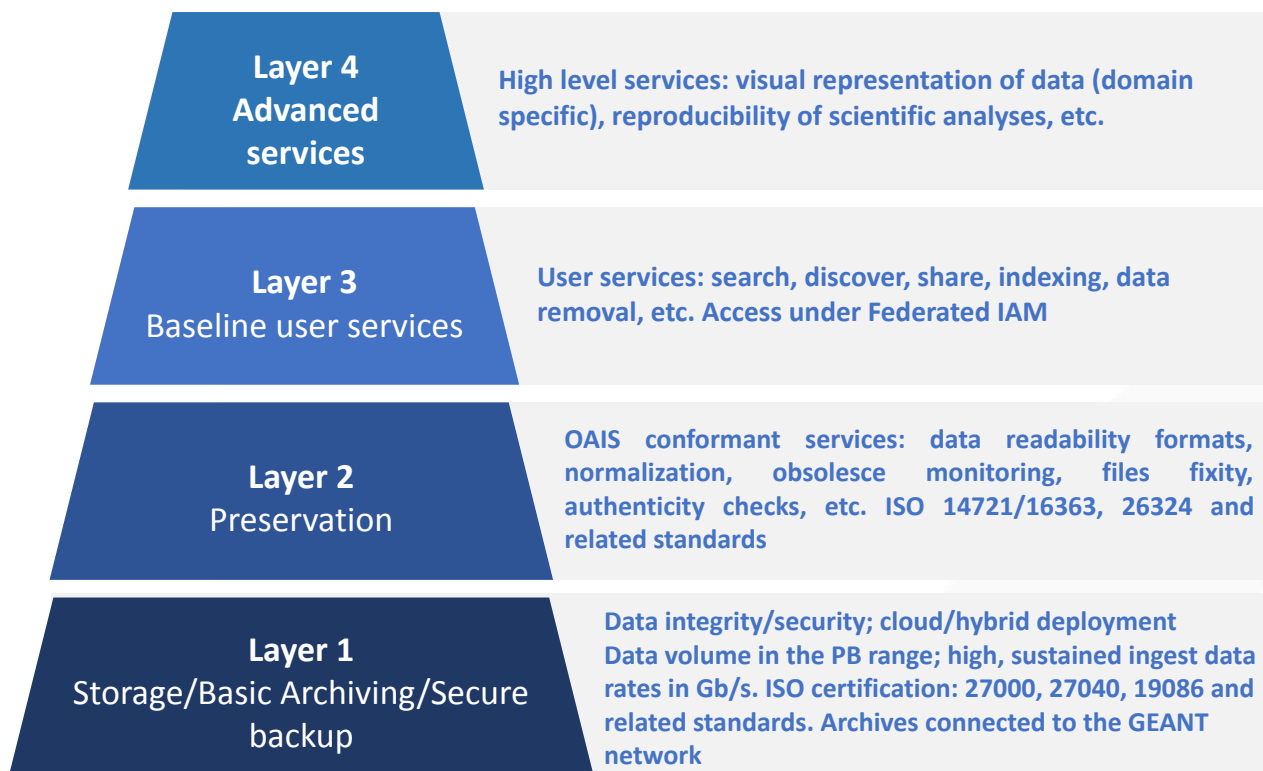 Layer 4
Advanced
services
High level services: visual representation of data (domain
specific), reproducibility of scientific analyses, etc.
Layer 3
Baseline user services
User services: search, discover, share, indexing, data
removal, etc. Access under Federated IAM
Layer 2
Preservation
OAIS conformant services: data readability formats,
normalization, obsolesce monitoring, files fixity,
authenticity checks, etc. ISO 14721/16363, 26324 and
related standards
Layer 1
Storage/Basic Archiving/Secure
backup
Data integrity/security; cloud/hybrid deployment
Data volume in the PB range; high, sustained ingest data
rates in Gb/s. ISO certification: 27000, 27040, 19086 and
related standards. Archives connected to the GEANT
network